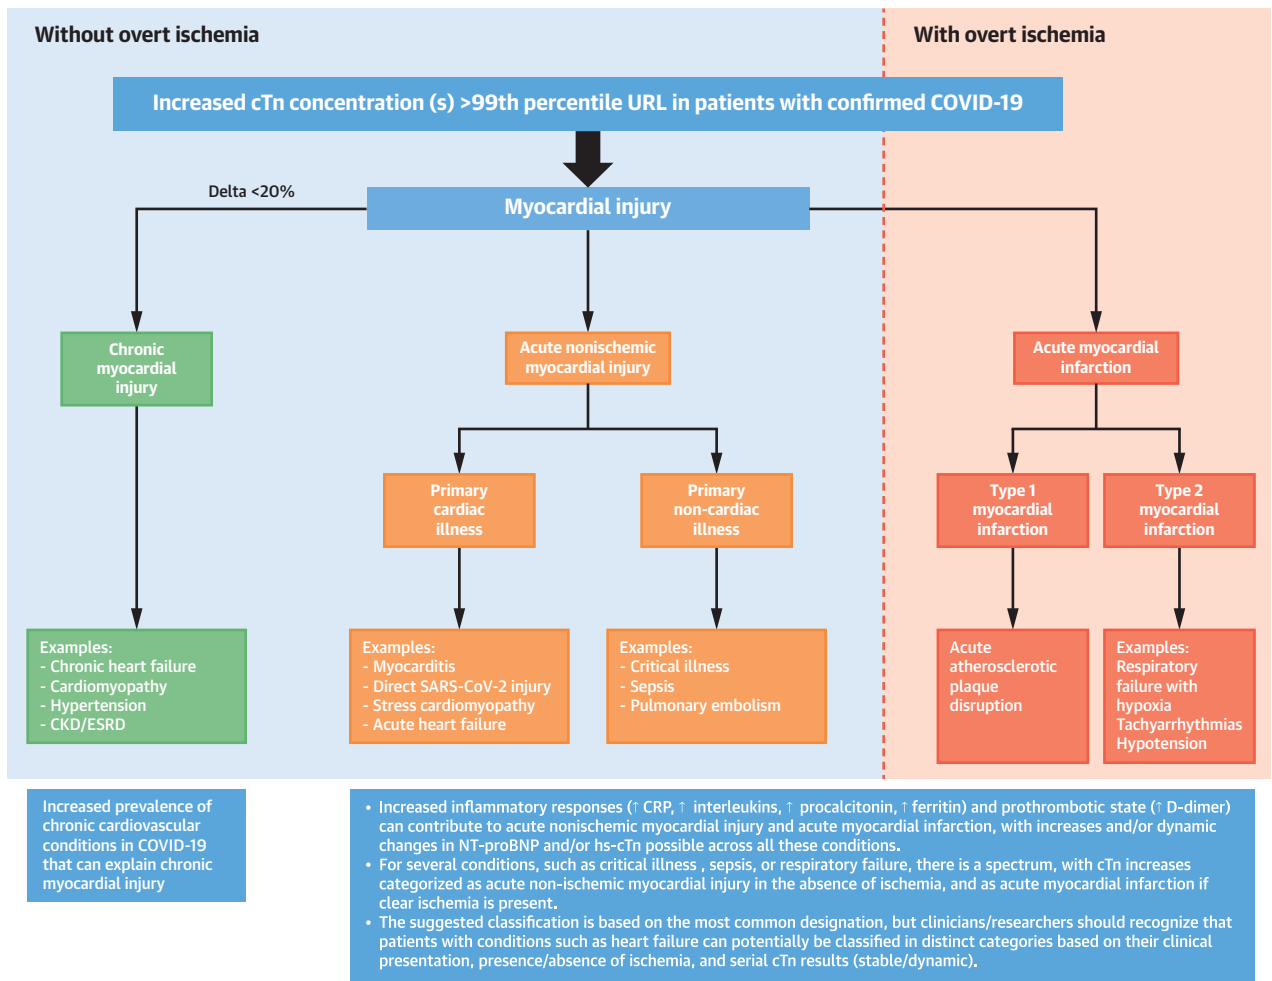 Without overt ischemia
With overt ischemia
Increased cTn concentration (s) >99th percentile URL in patients with confirmed COVID-19
Delta <20%
Myocardial injury
Chronic
myocardial
injury
Acute nonischemic
myocardial injury
Acute myocardial
infarction
Primary
cardiac
illness
Primary
non-cardiac
illness
Type 1
myocardial
infarction
Type 2
myocardial
infarction
Examples:
- Chronic heart failure
- Cardiomyopathy
- Hypertension
- CKD/ESRD
Examples:
- Myocarditis
- Direct SARS-CoV-2 injury
- Stress cardiomyopathy
- Acute heart failure
Examples:
- Critical illness
- Sepsis
- Pulmonary embolism
Acute
atherosclerotic
plaque
disruption
Examples:
Respiratory
failure with
hypoxia
Tachyarrhythmias
Hypotension
Increased prevalence of
chronic cardiovascular
conditions in COVID-19
that can explain chronic
myocardial injury
• Increased inflammatory responses (↑ CRP, ↑ interleukins, ↑ procalcitonin, ↑ ferritin) and prothrombotic state (↑ D-dimer)
can contribute to acute nonischemic myocardial injury and acute myocardial infarction, with increases and/or dynamic
changes in NT-proBNP and/or hs-cTn possible across all these conditions.
• For several conditions, such as critical illness , sepsis, or respiratory failure, there is a spectrum, with cTn increases
categorized as acute non-ischemic myocardial injury in the absence of ischemia, and as acute myocardial infarction if
clear ischemia is present.
• The suggested classification is based on the most common designation, but clinicians/researchers should recognize that
patients with conditions such as heart failure can potentially be classified in distinct categories based on their clinical
presentation, presence/absence of ischemia, and serial cTn results (stable/dynamic).